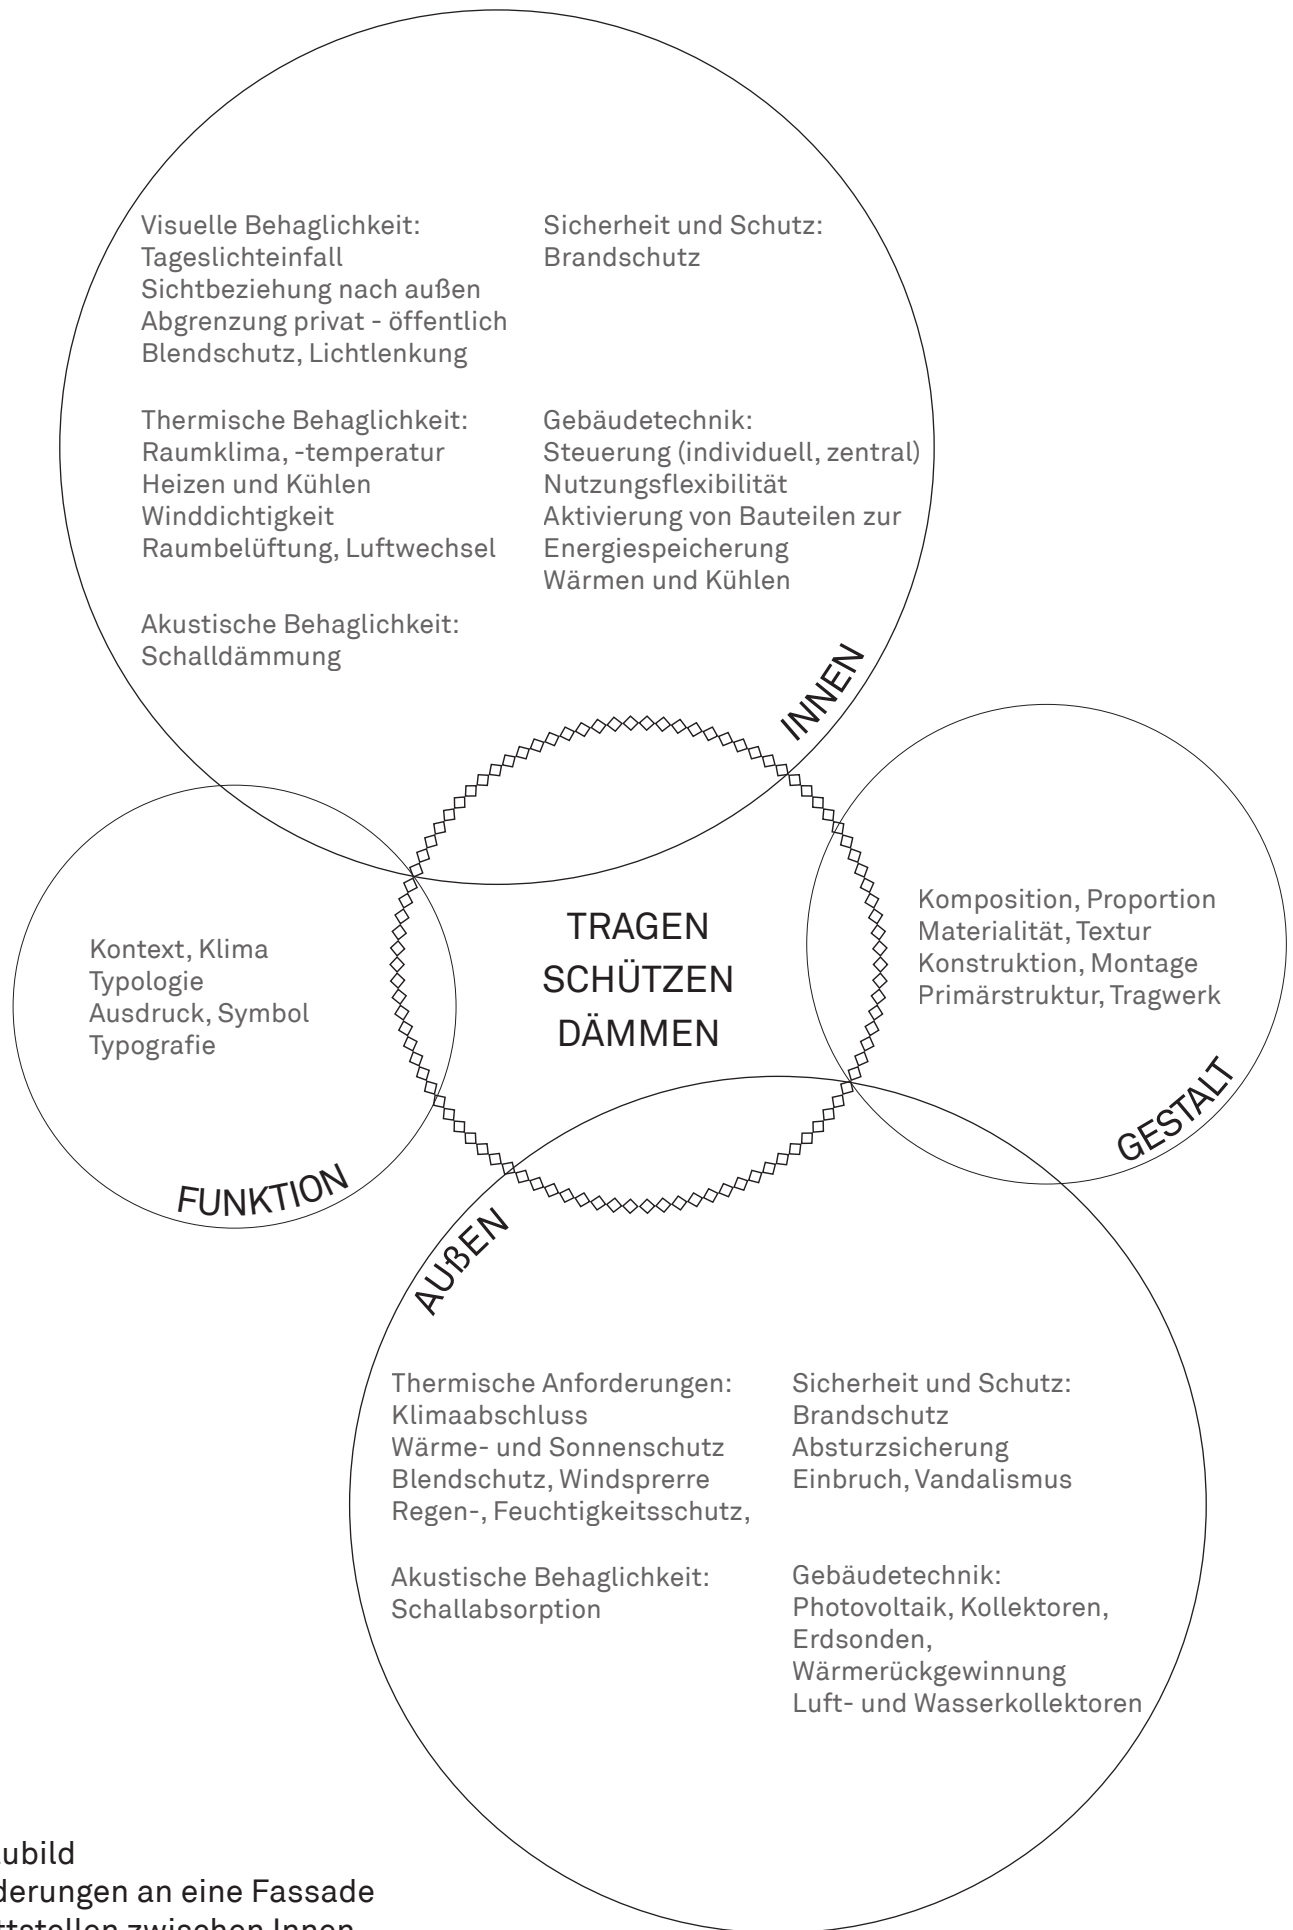 Visuelle Behaglichkeit:
Tageslichteinfall
Sichtbeziehung nach außen
Abgrenzung privat - öffentlich
Blendschutz, Lichtlenkung
Sicherheit und Schutz:
Brandschutz
Thermische Behaglichkeit:
Raumklima, -temperatur
Heizen und Kühlen
Winddichtigkeit
Raumbelüftung, Luftwechsel
Gebäudetechnik:
Steuerung (individuell, zentral)
Nutzungsflexibilität
Aktivierung von Bauteilen zur
Energiespeicherung
Wärmen und Kühlen
Akustische Behaglichkeit:
Schalldämmung
INNEN
Kontext, Klima
Typologie
Ausdruck, Symbol
Typografie
FUNKTION
TRAGEN
SCHÜTZEN
DÄMMEN
Komposition, Proportion
Materialität, Textur
Konstruktion, Montage
Primärstruktur, Tragwerk
GESTALT
AUßEN
Thermische Anforderungen:
Klimaabschluss
Wärme- und Sonnenschutz
Blendschutz, Windsprerre
Regen-, Feuchtigkeitsschutz,
Sicherheit und Schutz:
Brandschutz
Absturzsicherung
Einbruch, Vandalismus
Akustische Behaglichkeit:
Schallabsorption
Gebäudetechnik:
Photovoltaik, Kollektoren,
Erdsonden,
Wärmerückgewinnung
Luft- und Wasserkollektoren
ubild
derungen an eine Fassade
ttstellen zwischen Innen